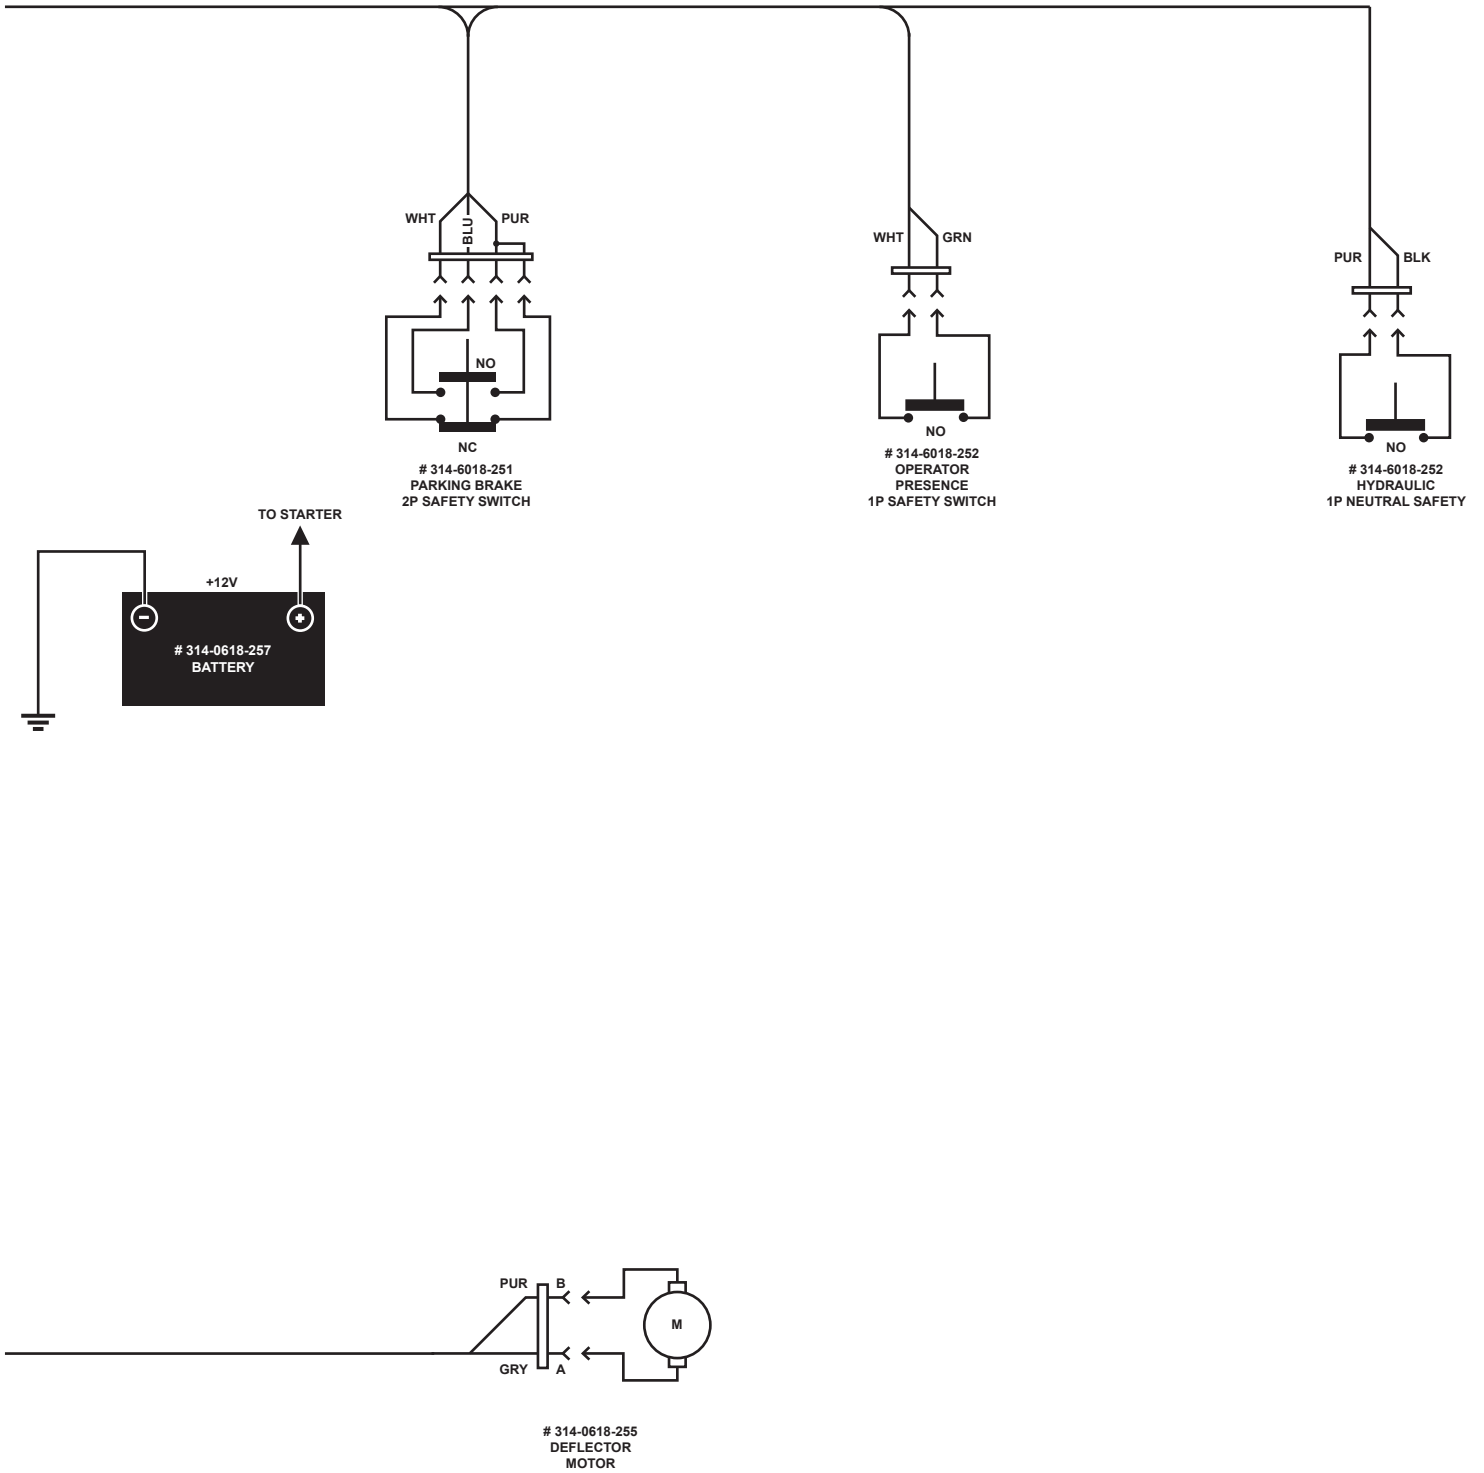 WHT
BLU
PUR
NO
NC
# 314-6018-251
PARKING BRAKE
2P SAFETY SWITCH
WHT
GRN
NO
# 314-6018-252
OPERATOR
PRESENCE
1P SAFETY SWITCH
PUR
BLK
NO
# 314-6018-252
HYDRAULIC
1P NEUTRAL SAFETY
TO STARTER
+12V
# 314-0618-257
BATTERY
PUR
B
M
GRY
A
# 314-0618-255
DEFLECTOR
MOTOR